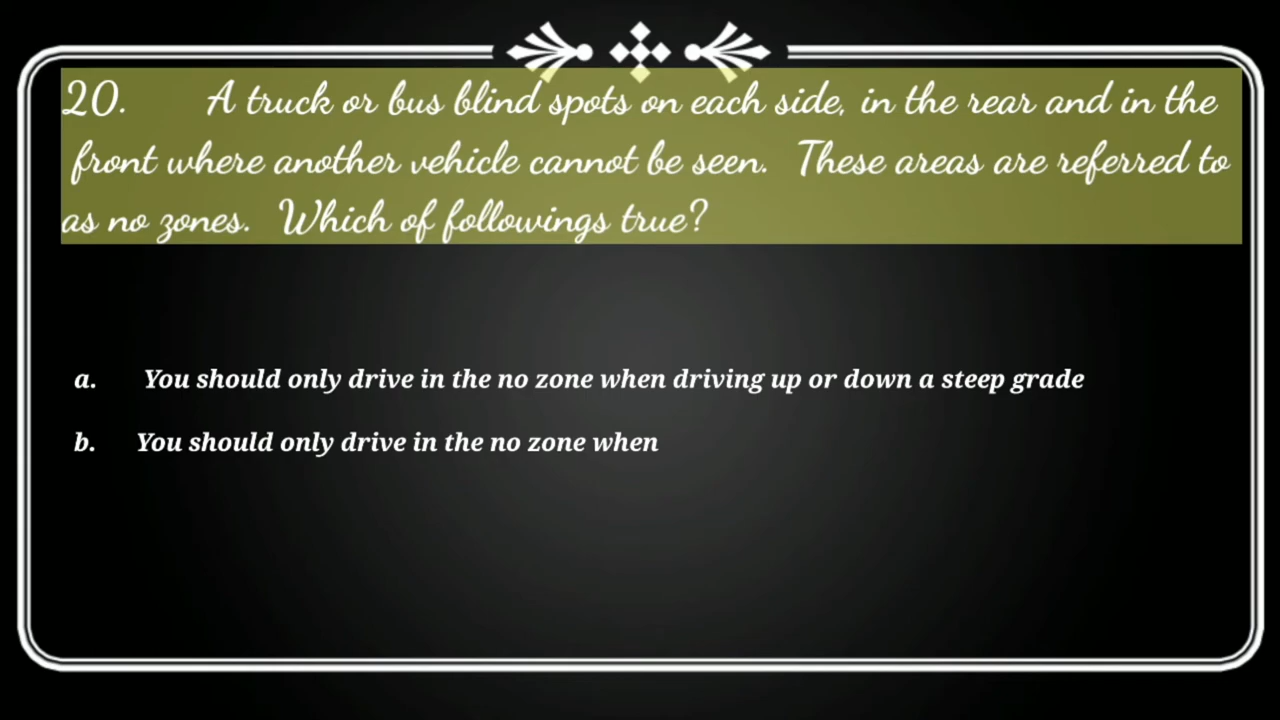 20. A truck or bus blind spots on each side, in the rear and in the
front where another vehicle cannot be seen. These areas are referred to
as no zones. Which of followings true?
a. You should only drive in the no zone when driving up or down a steep grade
b. You should only drive in the no zone when